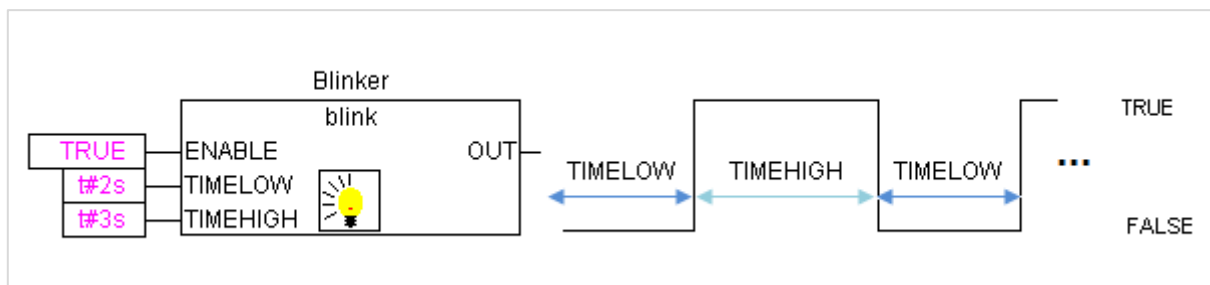 Blinker
blink
TRUE ENABLE OUT
t#2s TIMELOW
t#3s TIMEHIGH
TIMELOW TIMEHIGH TIMELOW
TRUE
...
FALSE